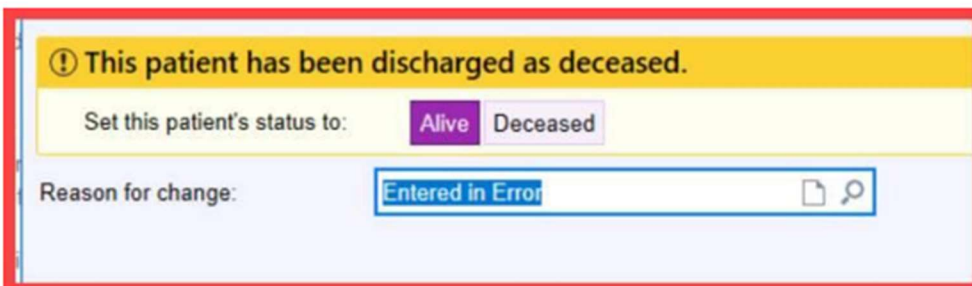 This patient has been discharged as deceased.
Set this patient's status to: Alive Deceased
Reason for change: Entered in Error